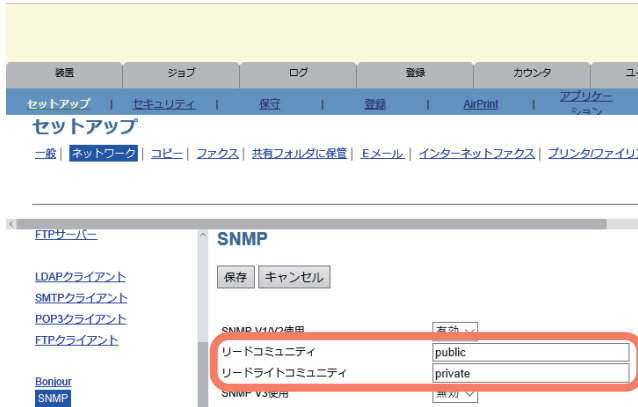 装置 ジョブ ログ 登録 カウンタ ユー
セットアップ | セキュリティ | 保守 | 登録 | AirPrint | アプリケーション
セットアップ
一般 | ネットワーク | コピー | ファクス | 共有フォルダに保管 | Eメール | インターネットファクス | プリンタ/ファイリ
FTPサーバー
SNMP
LDAPクライアント
保存 キャンセル
SMTPクライアント
POP3クライアント
SNMP V1/V2使用 有効
FTPクライアント
リードコミュニティ public
リードライトコミュニティ private
Bonjour
SNMP
SNMP V3使用 無効